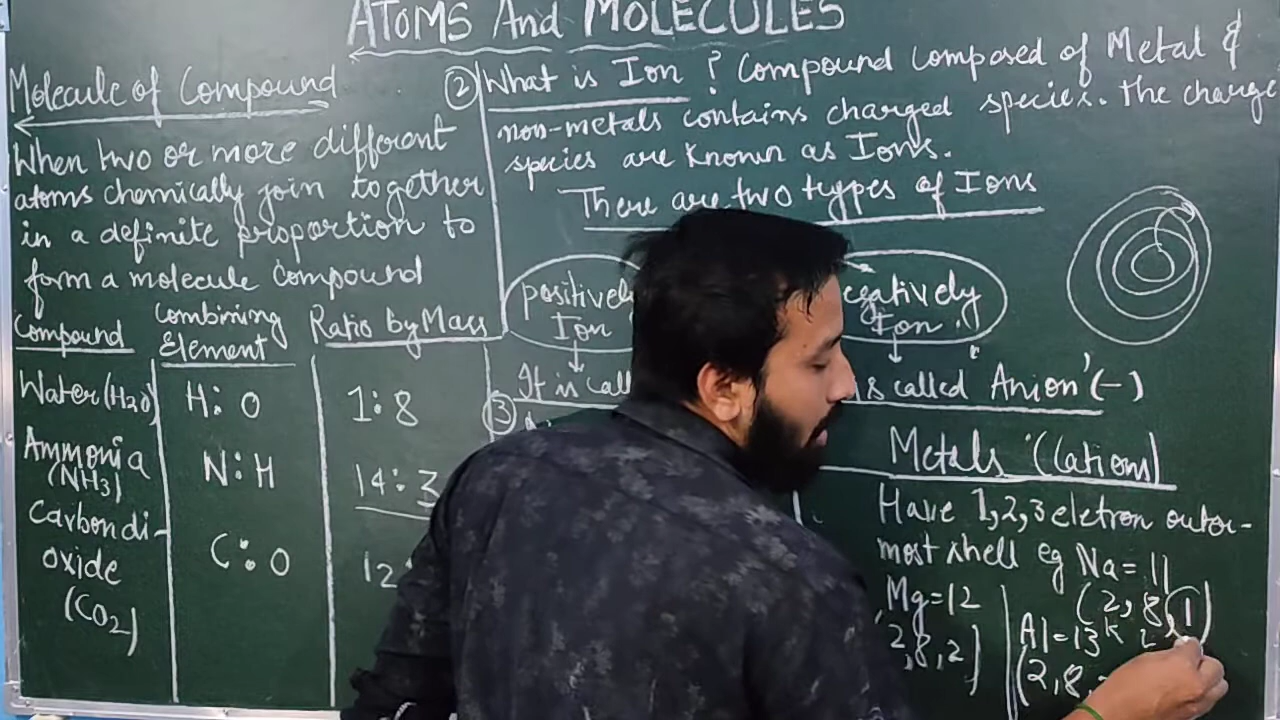 ATOMS And MOLECULES
Molecule of Compound
When two or more different
atoms chemically join together
in a definite proportion to
form a molecule compound
Compound
Combining
Element
Ratio by Mass
Water (H2O)
H: O
1:8
Ammonia
(NH3)
N:H
14:3
Carbondi-
oxide
(CO2)
C: O
12
② What is Ion ? Compound composed of Metal &
non-metals contains charged species. The charge
species are known as Ions.
There are two types of Ions
positively
Ion
egatively
Ion.
③ It is call
is called Anion (-)
Metals (Cations)
Have 1,2,3 eletron outer-
most shell eg Na = 11
(2, 8, 1)
Mg=12
2,8,2)
Al=13
K L
(2,8,